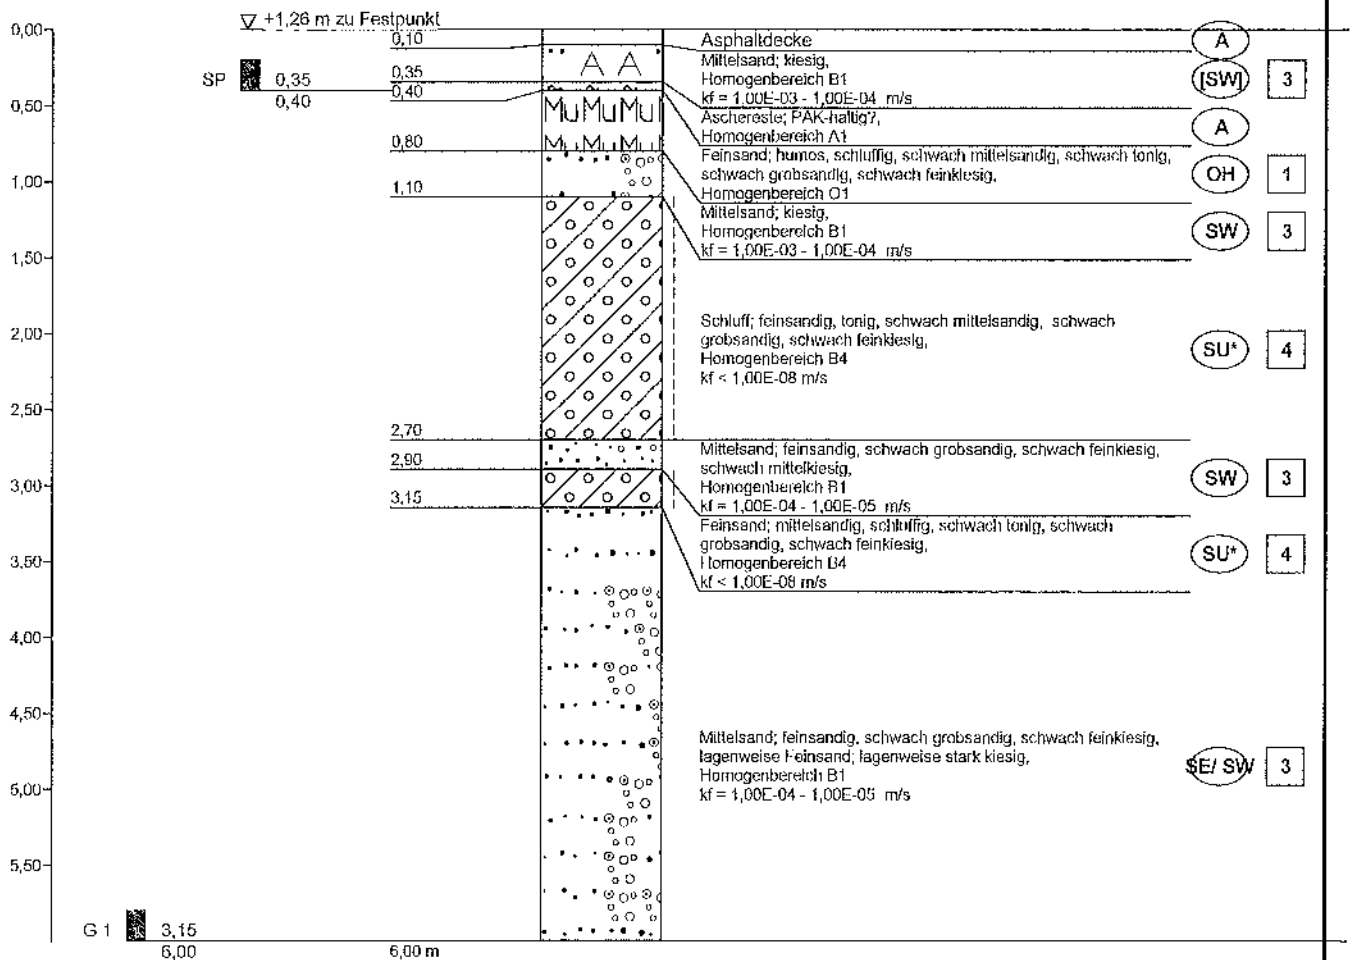 +1,26 m zu Festpunkt
0,00
0,10
Asphaltdecke
A
A A
Mittelsand; kiesig,
Homogenbereich B1
kf = 1,00E-03 - 1,00E-04 m/s
[SW]
3
SP
0,35
0,40
0,35
0,40
0,50
Aschereste; PAK-haltig?,
Homogenbereich A1
A
Mu Mu Mu
Mu Mu Mu
0,80
Feinsand; humos, schluffig, schwach mittelsandig, schwach tonig,
schwach grobsandig, schwach feinkiesig,
Homogenbereich O1
OH
1
1,00
1,10
Mittelsand; kiesig,
Homogenbereich B1
kf = 1,00E-03 - 1,00E-04 m/s
SW
3
1,50
2,00
Schluff; feinsandig, tonig, schwach mittelsandig, schwach
grobsandig, schwach feinkiesig,
Homogenbereich B4
kf < 1,00E-08 m/s
SU*
4
2,50
2,70
Mittelsand; feinsandig, schwach grobsandig, schwach feinkiesig,
schwach mittelkiesig,
Homogenbereich B1
kf = 1,00E-04 - 1,00E-05 m/s
SW
3
2,90
3,00
3,15
Feinsand; mittelsandig, schluffig, schwach tonig, schwach
grobsandig, schwach feinkiesig,
Homogenbereich B4
kf < 1,00E-08 m/s
SU*
4
3,50
4,00
4,50
Mittelsand; feinsandig, schwach grobsandig, schwach feinkiesig,
lagenweise Feinsand; lagenweise stark kiesig,
Homogenbereich B1
kf = 1,00E-04 - 1,00E-05 m/s
SE/ SW
3
5,00
5,50
G 1
3,15
6,00
6,00 m